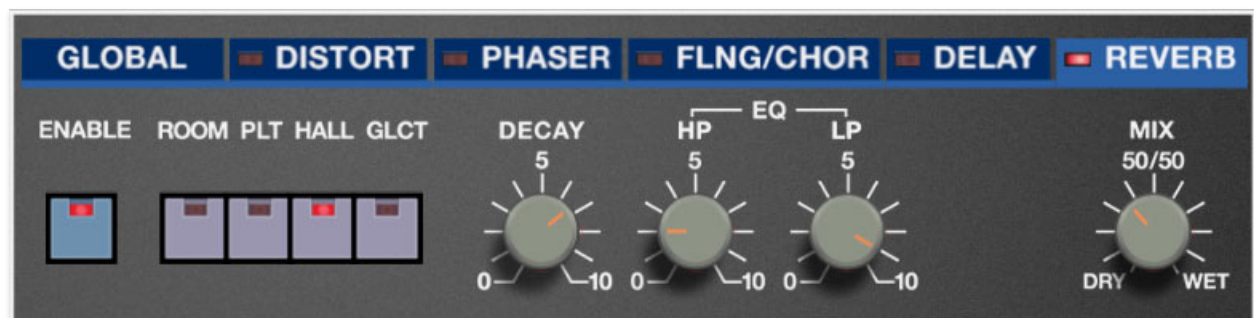 GLOBAL DISTORT PHASER FLNG/CHOR DELAY REVERB
EQ
ENABLE ROOM PLT HALL GLCT DECAY HP LP MIX
5 5 5 50/50
0 10 0 10 0 10 DRY WET